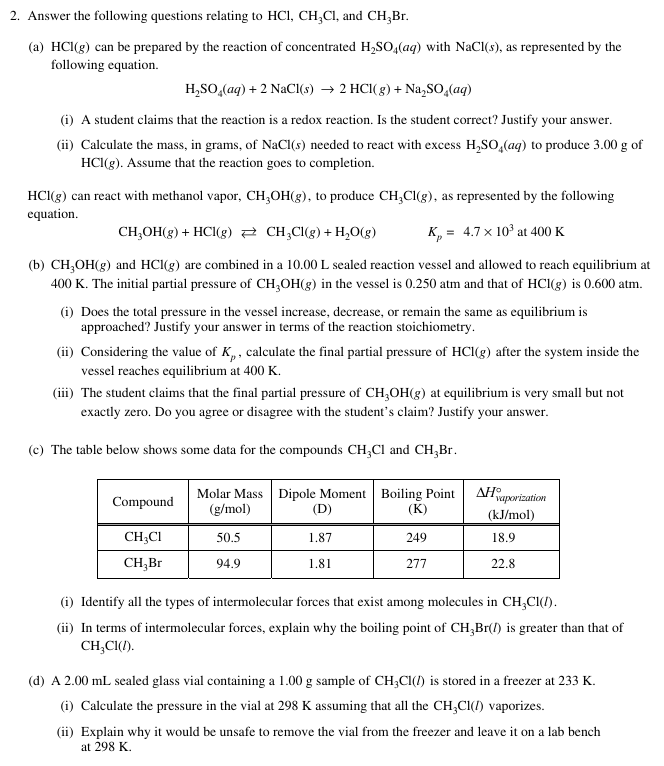 2. Answer the following questions relating to HCl, CH₃Cl, and CH₃Br.
(a) HCl(g) can be prepared by the reaction of concentrated H₂SO₄(aq) with NaCl(s), as represented by the
following equation.
H₂SO₄(aq) + 2 NaCl(s) → 2 HCl(g) + Na₂SO₄(aq)
(i) A student claims that the reaction is a redox reaction. Is the student correct? Justify your answer.
(ii) Calculate the mass, in grams, of NaCl(s) needed to react with excess H₂SO₄(aq) to produce 3.00 g of
HCl(g). Assume that the reaction goes to completion.
HCl(g) can react with methanol vapor, CH₃OH(g), to produce CH₃Cl(g), as represented by the following
equation.
CH₃OH(g) + HCl(g) ⇄ CH₃Cl(g) + H₂O(g) Kₚ = 4.7 × 10³ at 400 K
(b) CH₃OH(g) and HCl(g) are combined in a 10.00 L sealed reaction vessel and allowed to reach equilibrium at
400 K. The initial partial pressure of CH₃OH(g) in the vessel is 0.250 atm and that of HCl(g) is 0.600 atm.
(i) Does the total pressure in the vessel increase, decrease, or remain the same as equilibrium is
approached? Justify your answer in terms of the reaction stoichiometry.
(ii) Considering the value of Kₚ, calculate the final partial pressure of HCl(g) after the system inside the
vessel reaches equilibrium at 400 K.
(iii) The student claims that the final partial pressure of CH₃OH(g) at equilibrium is very small but not
exactly zero. Do you agree or disagree with the student's claim? Justify your answer.
(c) The table below shows some data for the compounds CH₃Cl and CH₃Br.
Compound Molar Mass (g/mol) Dipole Moment (D) Boiling Point (K) ΔH°vaporization (kJ/mol)
CH₃Cl 50.5 1.87 249 18.9
CH₃Br 94.9 1.81 277 22.8
(i) Identify all the types of intermolecular forces that exist among molecules in CH₃Cl(l).
(ii) In terms of intermolecular forces, explain why the boiling point of CH₃Br(l) is greater than that of
CH₃Cl(l).
(d) A 2.00 mL sealed glass vial containing a 1.00 g sample of CH₃Cl(l) is stored in a freezer at 233 K.
(i) Calculate the pressure in the vial at 298 K assuming that all the CH₃Cl(l) vaporizes.
(ii) Explain why it would be unsafe to remove the vial from the freezer and leave it on a lab bench
at 298 K.